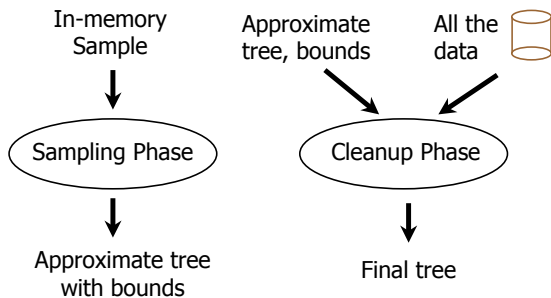 In-memory
Sample
Sampling Phase
Approximate tree
with bounds
Approximate
tree, bounds
All the
data
Cleanup Phase
Final tree